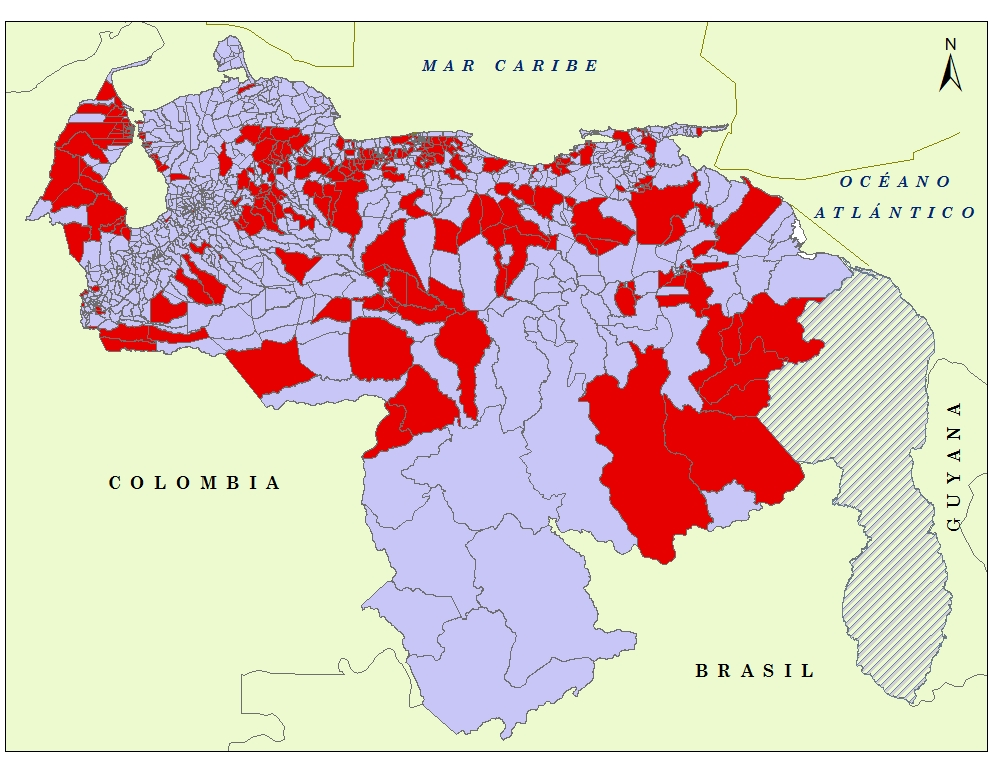 N
MAR CARIBE
OCÉANO
ATLÁNTICO
COLOMBIA
GUYANA
BRASIL